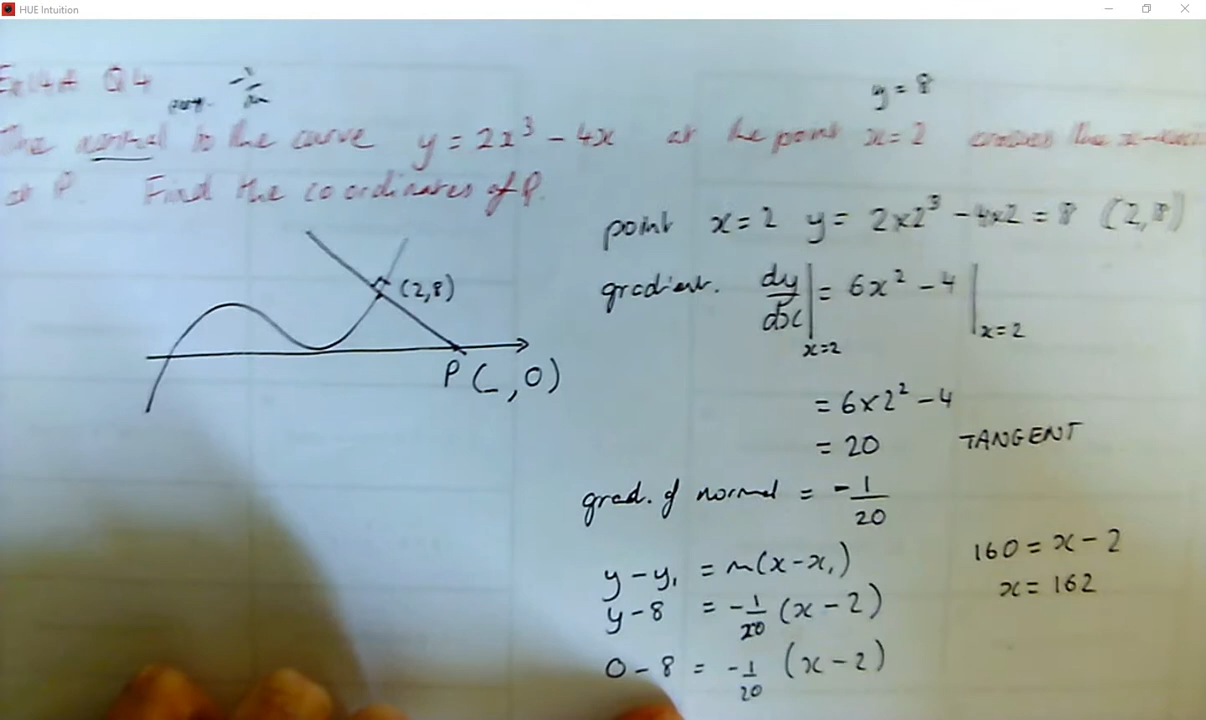 HUE Intuition
Ex 14A Q4
y = 8
The normal to the curve y = 2x³ - 4x at the point x = 2 crosses the x-axis
at P. Find the coordinates of P.
(2,8)
P( ,0)
point x = 2 y = 2×2³ - 4×2 = 8 (2,8)
gradient. dy/dx |x=2 = 6x² - 4 |x=2
= 6×2² - 4
= 20 TANGENT
grad. of normal = -1/20
y - y₁ = m(x - x₁)
y - 8 = -1/20 (x - 2)
0 - 8 = -1/20 (x - 2)
160 = x - 2
x = 162